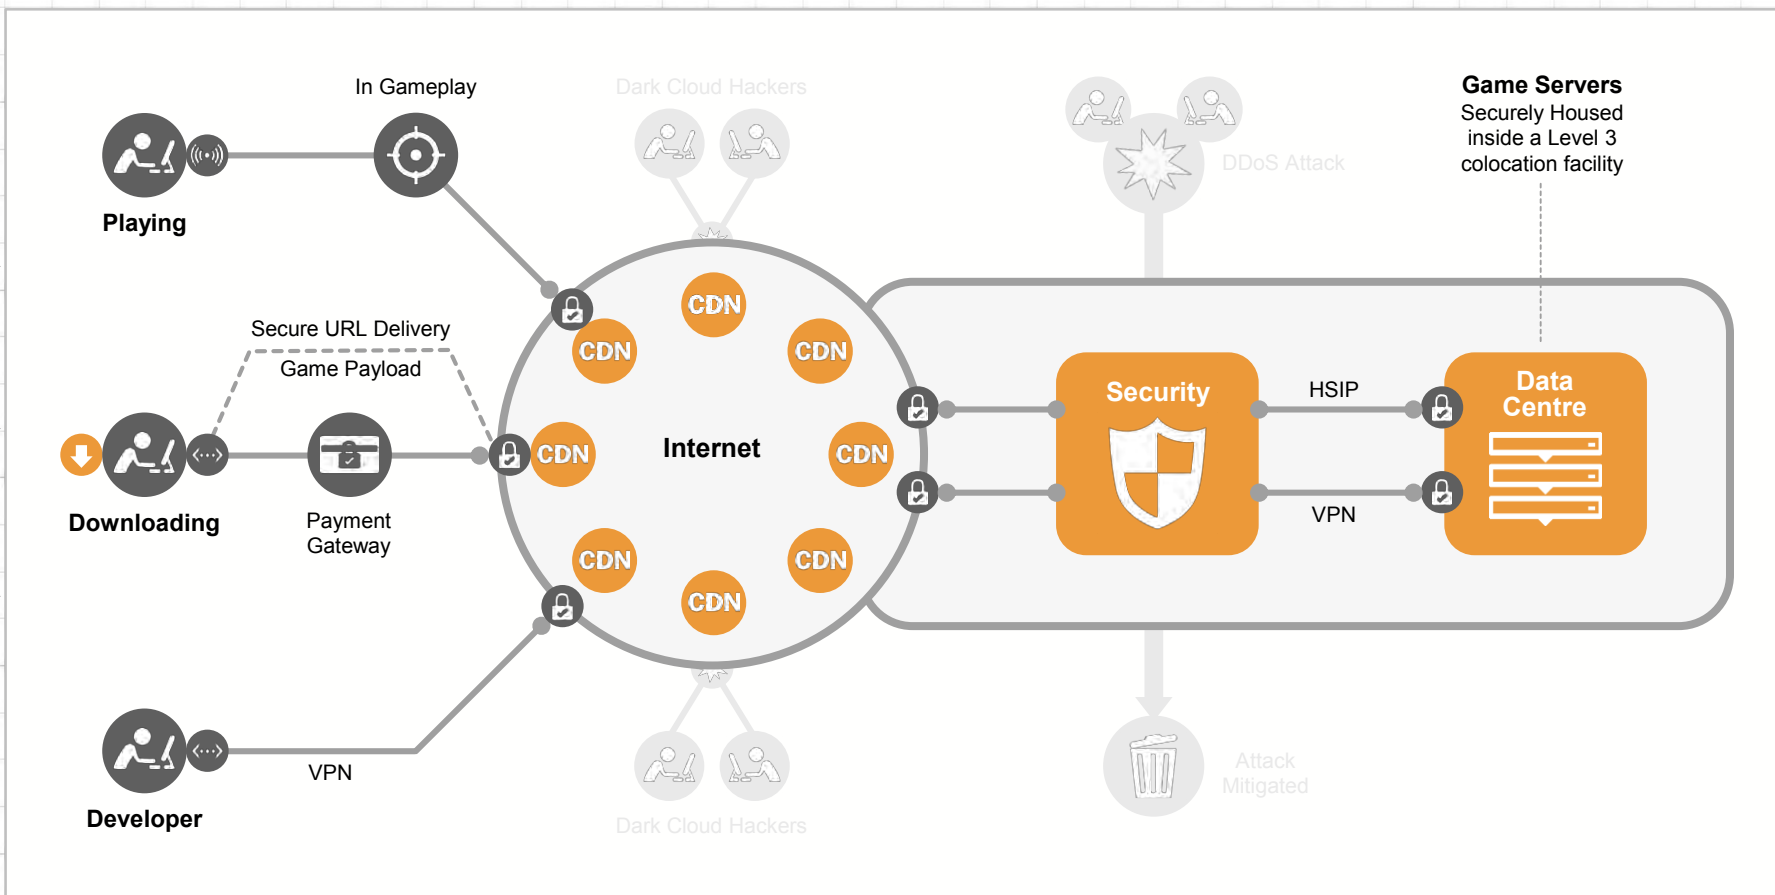 In Gameplay
Dark Cloud Hackers
Game Servers
Securely Housed
inside a Level 3
colocation facility
DDoS Attack
Playing
CDN
CDN
CDN
Secure URL Delivery
Game Payload
Security
HSIP
Data
Centre
Internet
CDN
CDN
Downloading
Payment
Gateway
VPN
CDN
CDN
CDN
VPN
Developer
Attack
Mitigated
Dark Cloud Hackers